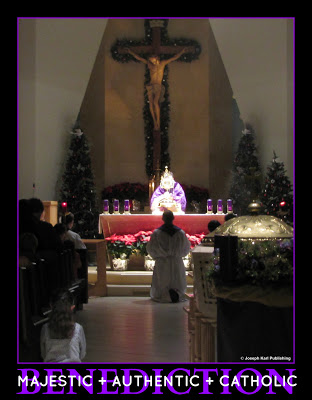 © Joseph Karl Publishing
BENEDICTION
MAJESTIC + AUTHENTIC + CATHOLIC